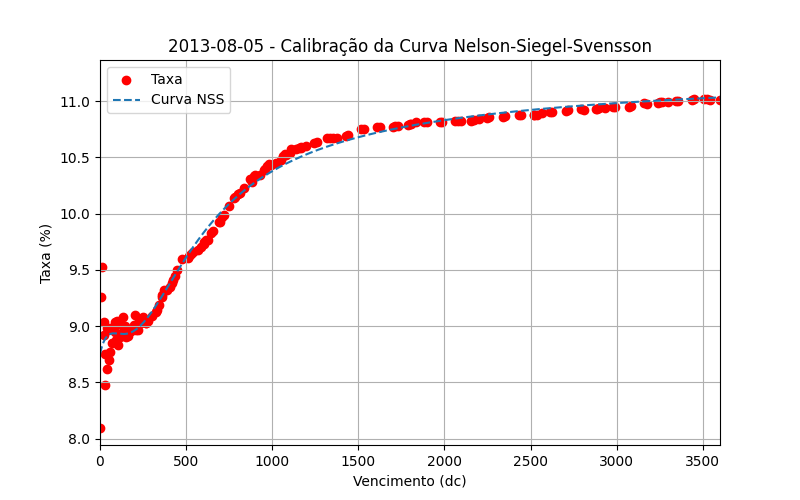 2013-08-05 - Calibração da Curva Nelson-Siegel-Svensson
Taxa
Curva NSS
11.0
10.5
10.0
9.5
9.0
8.5
8.0
Taxa (%)
0 500 1000 1500 2000 2500 3000 3500
Vencimento (dc)